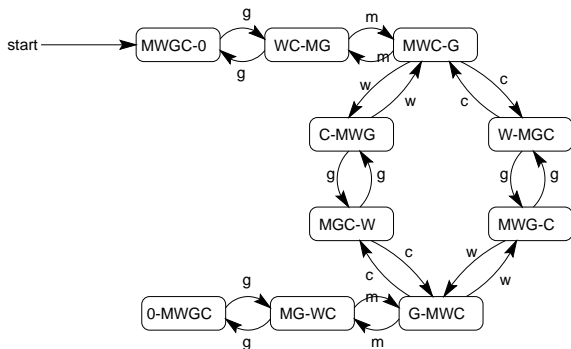 g m
start MWGC-0 WC-MG MWC-G
g m
w c
w c
C-MWG W-MGC
g g g g
MGC-W MWG-C
c w
c w
g m
0-MWGC MG-WC G-MWC
g m